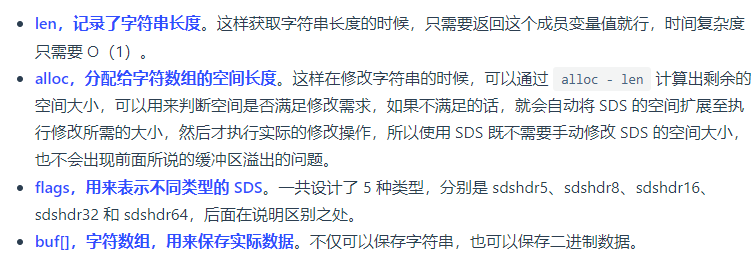 len，记录了字符串长度。这样获取字符串长度的时候，只需要返回这个成员变量值就行，时间复杂度
只需要 O（1）。
alloc，分配给字符数组的空间长度。这样在修改字符串的时候，可以通过 alloc - len 计算出剩余的
空间大小，可以用来判断空间是否满足修改需求，如果不满足的话，就会自动将 SDS 的空间扩展至执
行修改所需的大小，然后才执行实际的修改操作，所以使用 SDS 既不需要手动修改 SDS 的空间大小，
也不会出现前面所说的缓冲区溢出的问题。
flags，用来表示不同类型的 SDS。一共设计了 5 种类型，分别是 sdshdr5、sdshdr8、sdshdr16、
sdshdr32 和 sdshdr64，后面在说明区别之处。
buf[]，字符数组，用来保存实际数据。不仅可以保存字符串，也可以保存二进制数据。